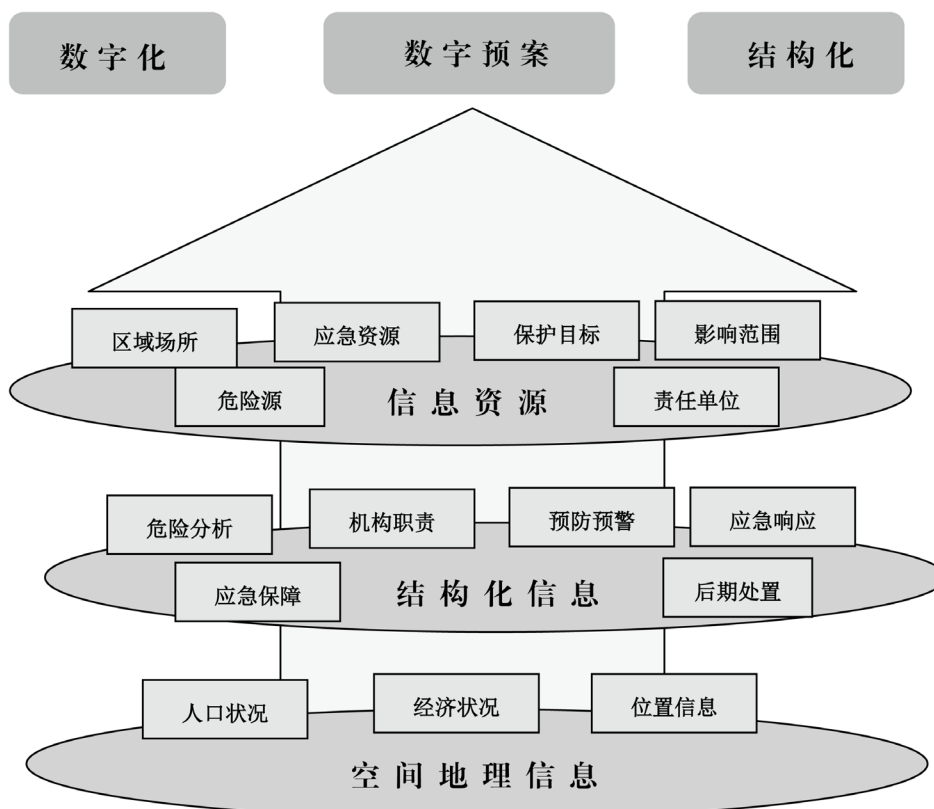 数字化
数字预案
结构化
区域场所
应急资源
保护目标
影响范围
危险源
信息资源
责任单位
危险分析
机构职责
预防预警
应急响应
应急保障
结构化信息
后期处置
人口状况
经济状况
位置信息
空间地理信息